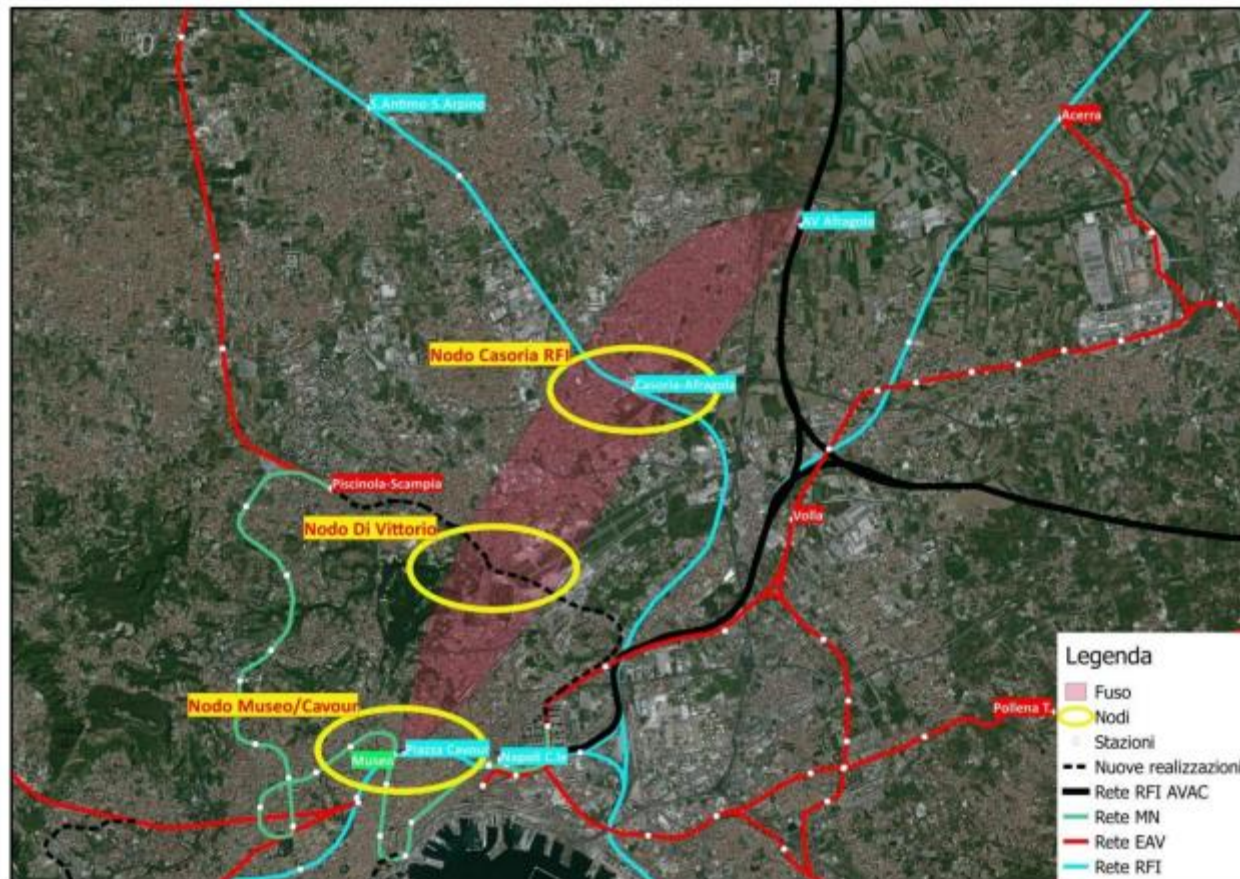 S.Antimo-S.Arpino
Acerra
AV Afragola
Nodo Casoria RFI
Casoria-Afragola
Piscinola-Scampia
Nodo Di Vittorio
Volla
Nodo Museo/Cavour
Piazza Cavour
Museo
Napoli C.le
Pollena T.
Legenda
Fuso
Nodi
Stazioni
Nuove realizzazioni
Rete RFI AVAC
Rete MN
Rete EAV
Rete RFI